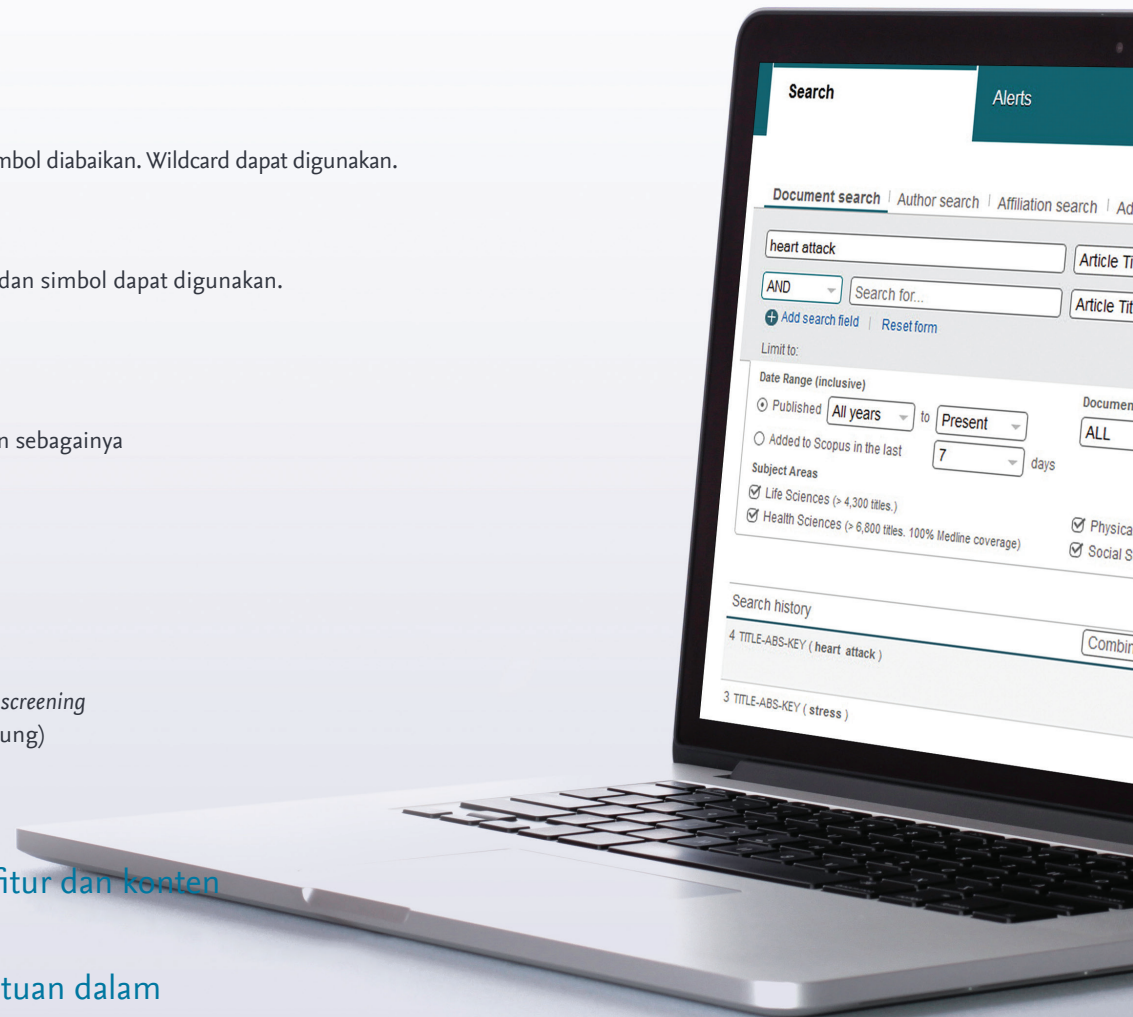 mbol diabaikan. Wildcard dapat digunakan.
dan simbol dapat digunakan.
n sebagainya
screening
ung)
fitur dan konten
tuan dalam
Search
Alerts
Document search | Author search | Affiliation search | Ad
heart attack
Article Ti
AND
Search for...
Article Tit
Add search field | Reset form
Limit to:
Date Range (inclusive)
Published All years to Present
Documen
ALL
Added to Scopus in the last 7 days
Subject Areas
Life Sciences (> 4,300 titles.)
Physica
Health Sciences (> 6,800 titles. 100% Medline coverage)
Social S
Search history
Combin
4 TITLE-ABS-KEY ( heart attack )
3 TITLE-ABS-KEY ( stress )